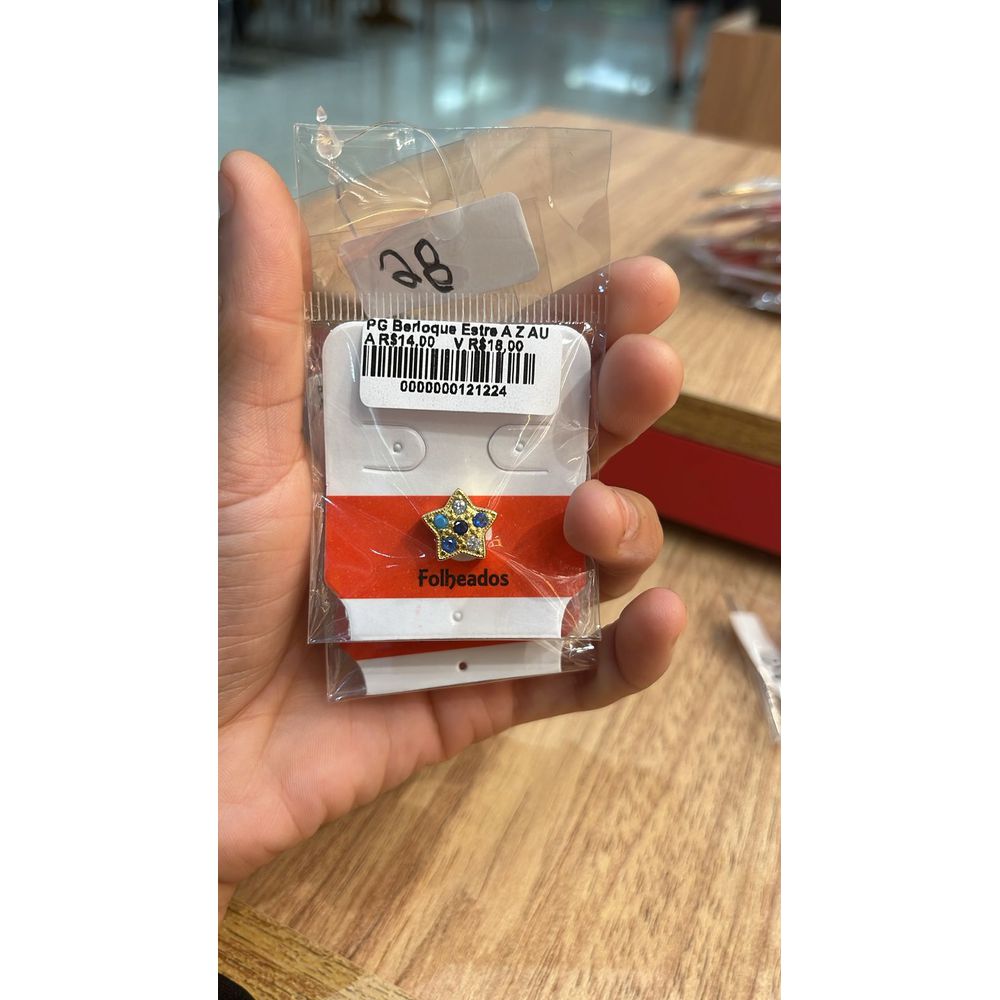 28
PG Berloque Estre A Z AU
A R$14,00 V R$18,00
0000000121224
Folheados